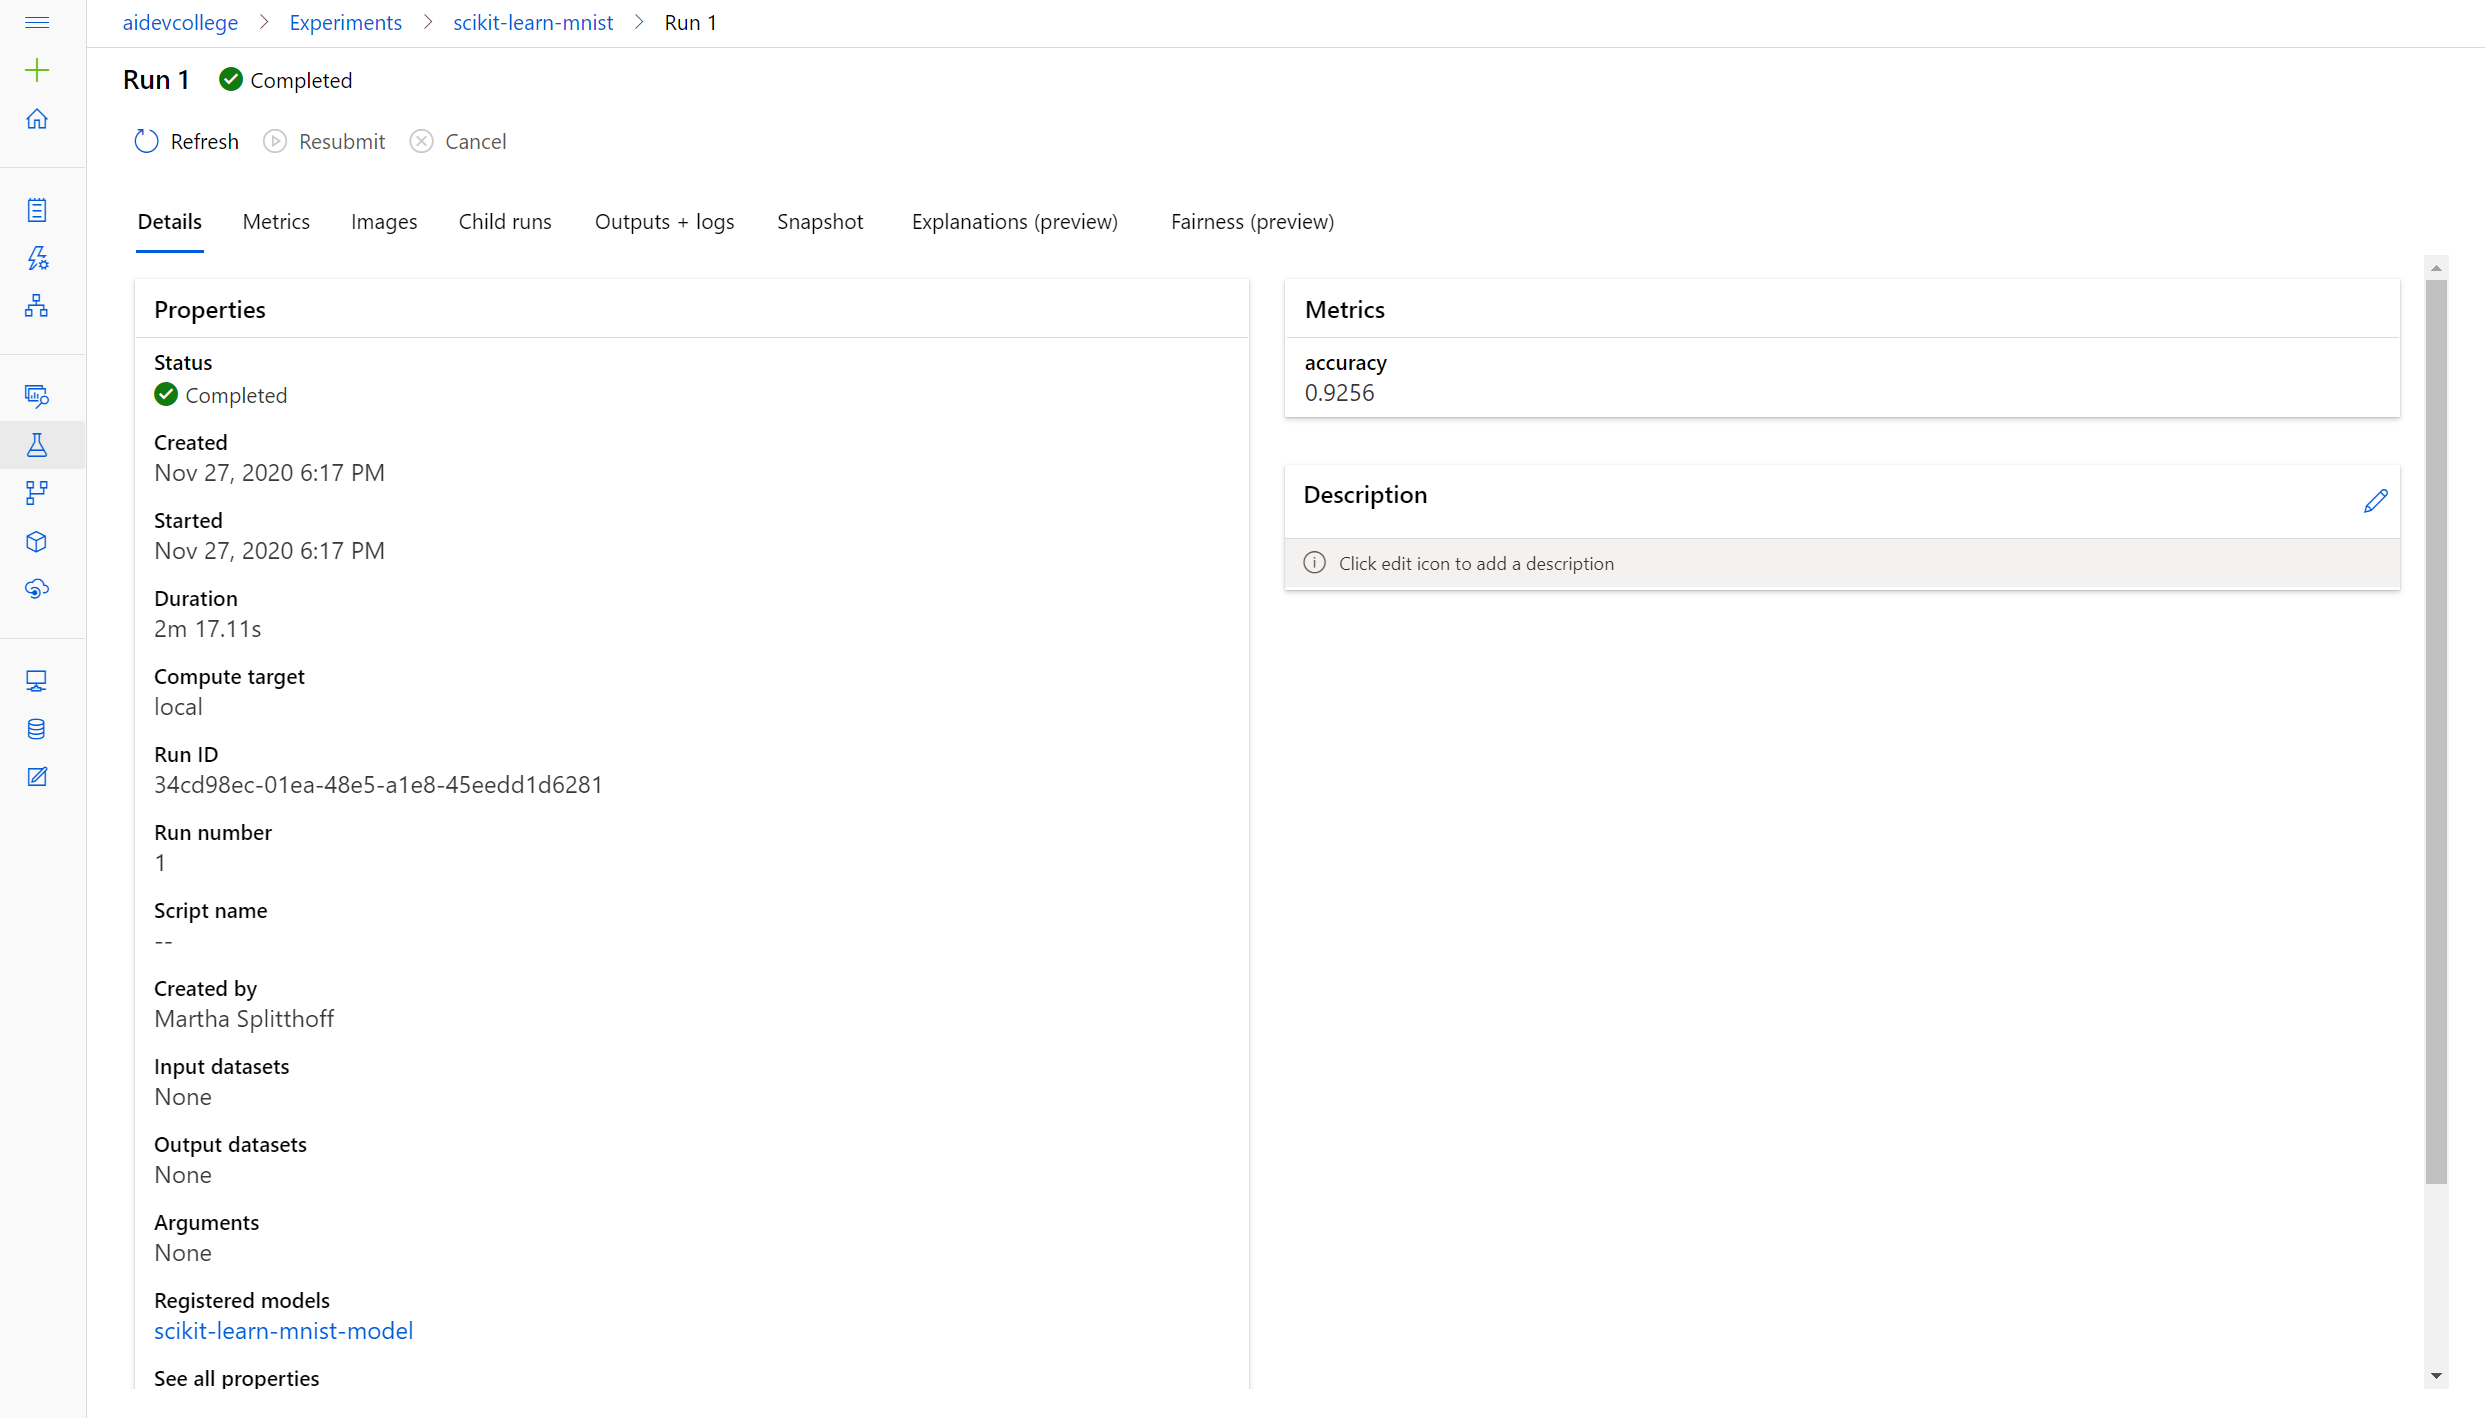 aidevcollege > Experiments > scikit-learn-mnist > Run 1
Run 1 Completed
Refresh Resubmit Cancel
Details Metrics Images Child runs Outputs + logs Snapshot Explanations (preview) Fairness (preview)
Properties
Status
Completed
Created
Nov 27, 2020 6:17 PM
Started
Nov 27, 2020 6:17 PM
Duration
2m 17.11s
Compute target
local
Run ID
34cd98ec-01ea-48e5-a1e8-45eedd1d6281
Run number
1
Script name
--
Created by
Martha Splitthoff
Input datasets
None
Output datasets
None
Arguments
None
Registered models
scikit-learn-mnist-model
See all properties
Metrics
accuracy
0.9256
Description
Click edit icon to add a description